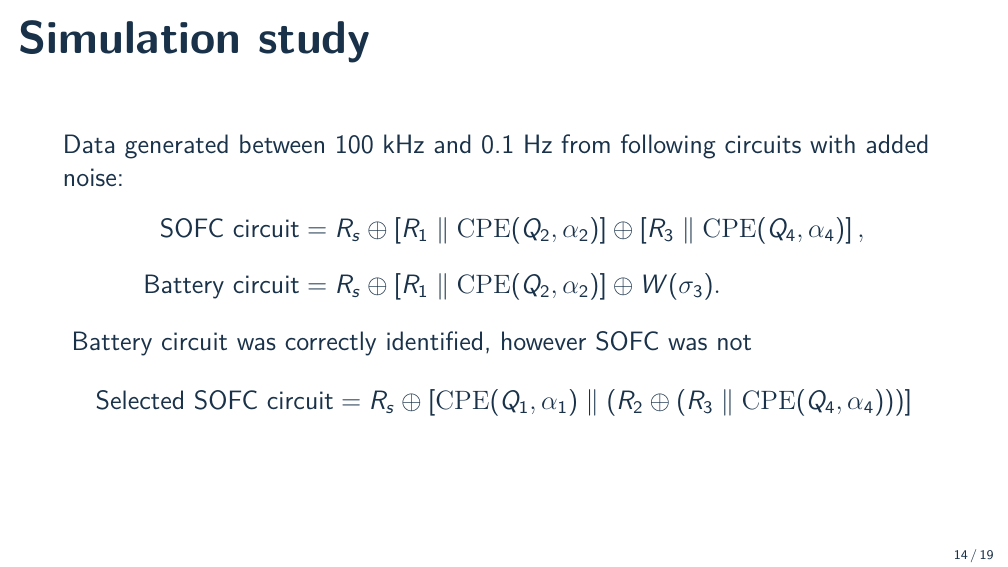 Simulation study
Data generated between 100 kHz and 0.1 Hz from following circuits with added
noise:
SOFC circuit = Rₛ ⊕ [R₁ ∥ CPE(Q₂, α₂)] ⊕ [R₃ ∥ CPE(Q₄, α₄)] ,
Battery circuit = Rₛ ⊕ [R₁ ∥ CPE(Q₂, α₂)] ⊕ W(σ₃).
Battery circuit was correctly identified, however SOFC was not
Selected SOFC circuit = Rₛ ⊕ [CPE(Q₁, α₁) ∥ (R₂ ⊕ (R₃ ∥ CPE(Q₄, α₄)))]
14 / 19